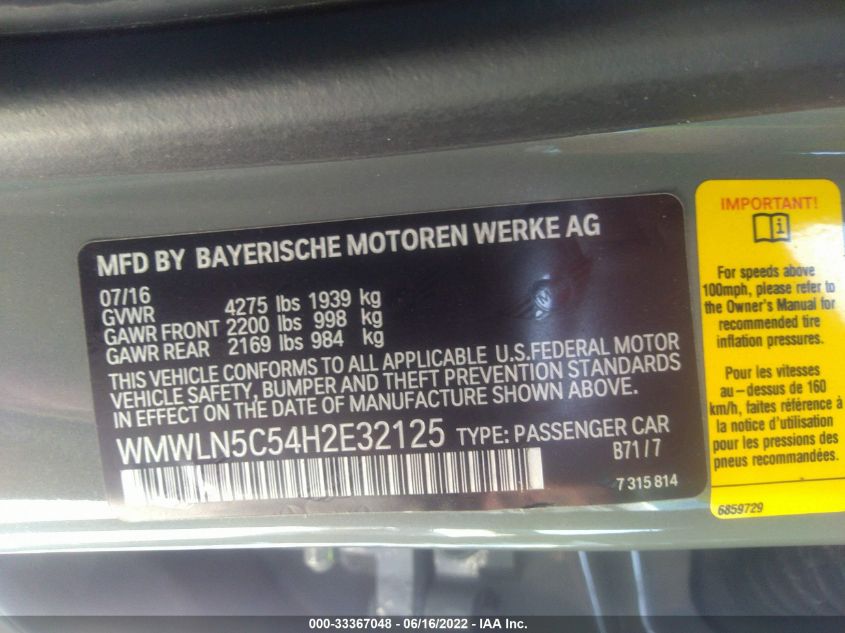 MFD BY BAYERISCHE MOTOREN WERKE AG
07/16
GVWR 4275 lbs 1939 kg
GAWR FRONT 2200 lbs 998 kg
GAWR REAR 2169 lbs 984 kg
THIS VEHICLE CONFORMS TO ALL APPLICABLE U.S.FEDERAL MOTOR
VEHICLE SAFETY, BUMPER AND THEFT PREVENTION STANDARDS
IN EFFECT ON THE DATE OF MANUFACTURE SHOWN ABOVE.
WMWLN5C54H2E32125 TYPE: PASSENGER CAR
B71/7
7 315 814
IMPORTANT!
For speeds above
100mph, please refer to
the Owner's Manual for
recommended tire
inflation pressures.
Pour les vitesses
au-dessus de 160
km/h, faites référence à
la notice d'utilisation
pour les pressions des
pneus recommandées.
6859729
000-33367048 - 06/16/2022 - IAA Inc.